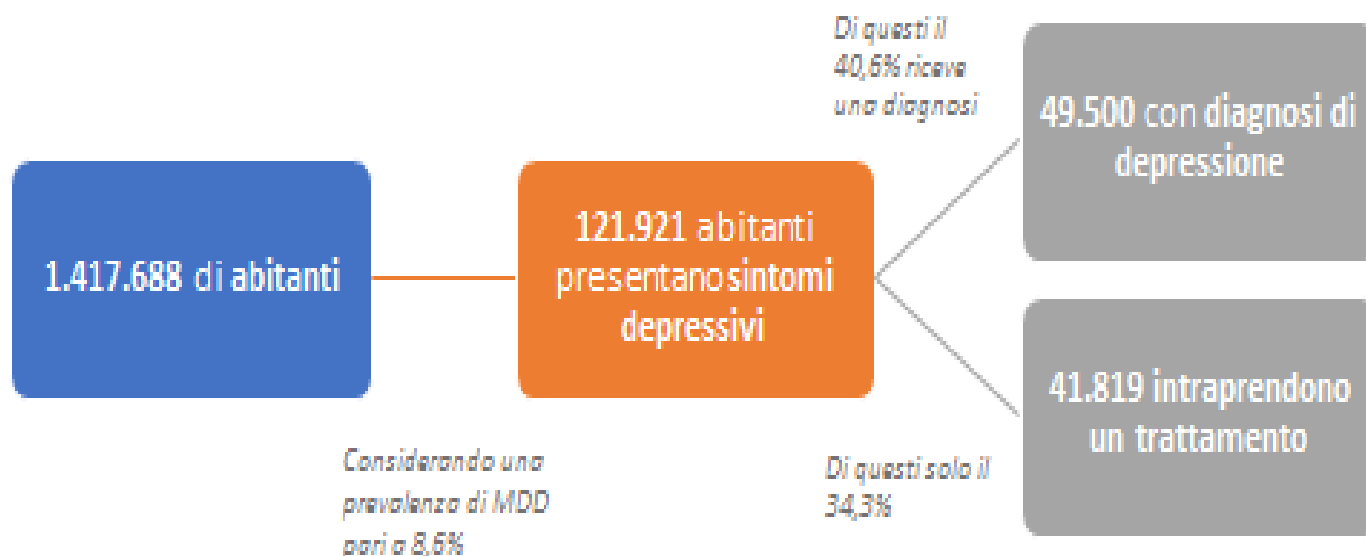 1.417.688 di abitanti
Considerando una
prevalenza di MDD
pari a 8,6%
121.921 abitanti
presentano sintomi
depressivi
Di questi il
40,6% riceve
una diagnosi
49.500 con diagnosi di
depressione
Di questi solo il
34,3%
41.819 intraprendono
un trattamento